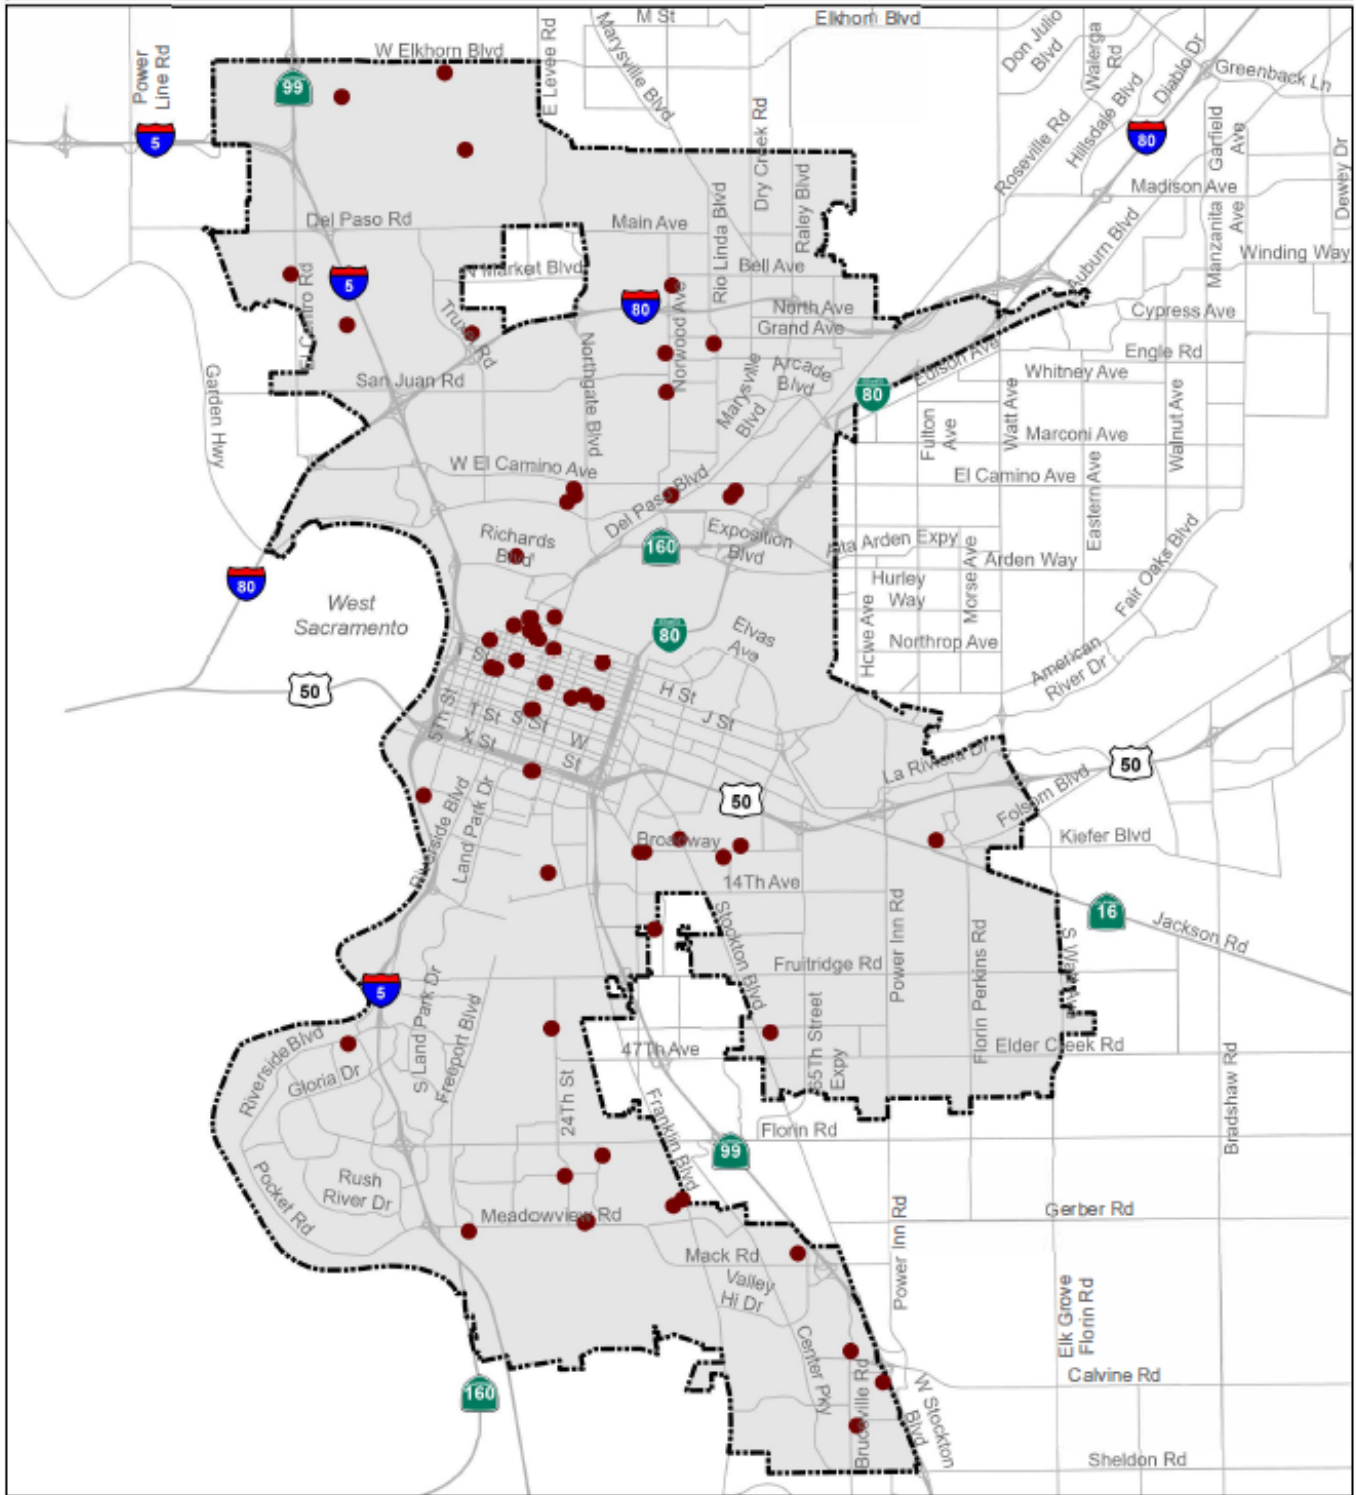 M St
Elkhorn Blvd
W Elkhorn Blvd
E Levee Rd
Marysville Blvd
Don Julio
Blvd
Walerga
Rd
Diablo Dr
Greenback Ln
Power
Line Rd
99
5
Hillsdale Blvd
80
Garfield
Ave
Dewey Dr
Roseville Rd
Dry Creek Rd
Raley Blvd
Madison Ave
Manzanita
Ave
Del Paso Rd
Main Ave
Rio Linda Blvd
Auburn Blvd
Winding Way
N Market Blvd
Bell Ave
El Centro Rd
5
80
Norwood Ave
North Ave
Grand Ave
Cypress Ave
Truxel Rd
Northgate Blvd
Marysville
Blvd
Arcade
Blvd
Edison Ave
Engle Rd
Whitney Ave
San Juan Rd
Garden Hwy
80
Fulton
Ave
Watt Ave
Marconi Ave
Walnut Ave
W El Camino Ave
El Camino Ave
Eastern Ave
Del Paso Blvd
Richards
Blvd
160
Exposition
Blvd
Alta Arden Expy
Arden Way
Fair Oaks Blvd
80
West
Sacramento
Hurley
Way
Morse Ave
Howe Ave
Northrop Ave
80
Elvas
Ave
American
River Dr
I St
50
H St
J St
5Th St
T St
S St
X St
W
St
La Riviera Dr
50
50
Folsom Blvd
Kiefer Blvd
Riverside Blvd
Land Park Dr
Broadway
14Th Ave
16
Jackson Rd
Stockton Blvd
Power Inn Rd
Florin Perkins Rd
S Watt Ave
Fruitridge Rd
5
S Land Park Dr
Freeport Blvd
Riverside Blvd
Gloria Dr
47Th Ave
65Th Street
Expy
Elder Creek Rd
24Th St
Franklin Blvd
Florin Rd
99
Bradshaw Rd
Rush
River Dr
Pocket Rd
Meadowview Rd
Gerber Rd
Mack Rd
Valley
Hi Dr
Power Inn Rd
Elk Grove
Florin Rd
Center Pky
Bruceville Rd
Calvine Rd
160
W Stockton
Blvd
Sheldon Rd